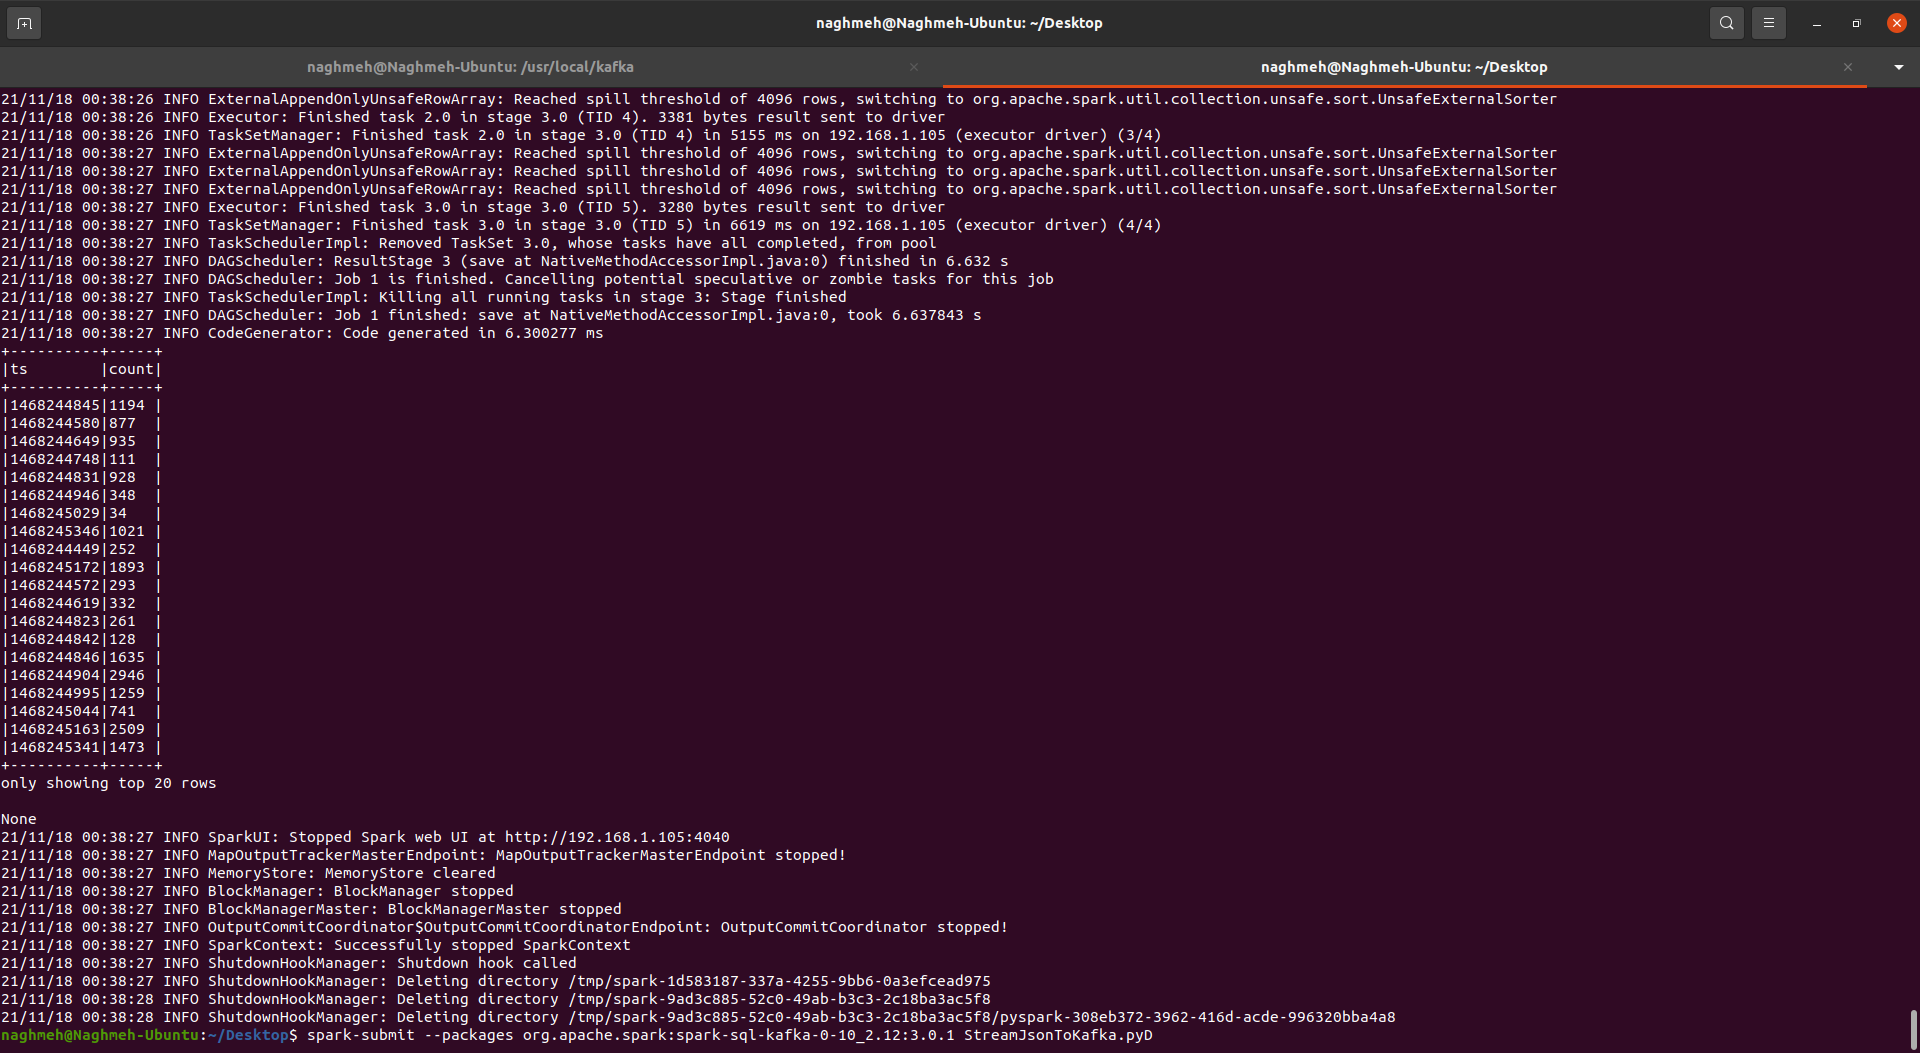 naghmeh@Naghmeh-Ubuntu: ~/Desktop
naghmeh@Naghmeh-Ubuntu: /usr/local/kafka
naghmeh@Naghmeh-Ubuntu: ~/Desktop
21/11/18 00:38:26 INFO ExternalAppendOnlyUnsafeRowArray: Reached spill threshold of 4096 rows, switching to org.apache.spark.util.collection.unsafe.sort.UnsafeExternalSorter
21/11/18 00:38:26 INFO Executor: Finished task 2.0 in stage 3.0 (TID 4). 3381 bytes result sent to driver
21/11/18 00:38:26 INFO TaskSetManager: Finished task 2.0 in stage 3.0 (TID 4) in 5155 ms on 192.168.1.105 (executor driver) (3/4)
21/11/18 00:38:27 INFO ExternalAppendOnlyUnsafeRowArray: Reached spill threshold of 4096 rows, switching to org.apache.spark.util.collection.unsafe.sort.UnsafeExternalSorter
21/11/18 00:38:27 INFO ExternalAppendOnlyUnsafeRowArray: Reached spill threshold of 4096 rows, switching to org.apache.spark.util.collection.unsafe.sort.UnsafeExternalSorter
21/11/18 00:38:27 INFO ExternalAppendOnlyUnsafeRowArray: Reached spill threshold of 4096 rows, switching to org.apache.spark.util.collection.unsafe.sort.UnsafeExternalSorter
21/11/18 00:38:27 INFO Executor: Finished task 3.0 in stage 3.0 (TID 5). 3280 bytes result sent to driver
21/11/18 00:38:27 INFO TaskSetManager: Finished task 3.0 in stage 3.0 (TID 5) in 6619 ms on 192.168.1.105 (executor driver) (4/4)
21/11/18 00:38:27 INFO TaskSchedulerImpl: Removed TaskSet 3.0, whose tasks have all completed, from pool
21/11/18 00:38:27 INFO DAGScheduler: ResultStage 3 (save at NativeMethodAccessorImpl.java:0) finished in 6.632 s
21/11/18 00:38:27 INFO DAGScheduler: Job 1 is finished. Cancelling potential speculative or zombie tasks for this job
21/11/18 00:38:27 INFO TaskSchedulerImpl: Killing all running tasks in stage 3: Stage finished
21/11/18 00:38:27 INFO DAGScheduler: Job 1 finished: save at NativeMethodAccessorImpl.java:0, took 6.637843 s
21/11/18 00:38:27 INFO CodeGenerator: Code generated in 6.300277 ms
+----------+-----+
|ts        |count|
+----------+-----+
|1468244845|1194 |
|1468244580|877  |
|1468244649|935  |
|1468244748|111  |
|1468244831|928  |
|1468244946|348  |
|1468245029|34   |
|1468245346|1021 |
|1468244449|252  |
|1468245172|1893 |
|1468244572|293  |
|1468244619|332  |
|1468244823|261  |
|1468244842|128  |
|1468244846|1635 |
|1468244904|2946 |
|1468244995|1259 |
|1468245044|741  |
|1468245163|2509 |
|1468245341|1473 |
+----------+-----+
only showing top 20 rows
None
21/11/18 00:38:27 INFO SparkUI: Stopped Spark web UI at http://192.168.1.105:4040
21/11/18 00:38:27 INFO MapOutputTrackerMasterEndpoint: MapOutputTrackerMasterEndpoint stopped!
21/11/18 00:38:27 INFO MemoryStore: MemoryStore cleared
21/11/18 00:38:27 INFO BlockManager: BlockManager stopped
21/11/18 00:38:27 INFO BlockManagerMaster: BlockManagerMaster stopped
21/11/18 00:38:27 INFO OutputCommitCoordinator$OutputCommitCoordinatorEndpoint: OutputCommitCoordinator stopped!
21/11/18 00:38:27 INFO SparkContext: Successfully stopped SparkContext
21/11/18 00:38:27 INFO ShutdownHookManager: Shutdown hook called
21/11/18 00:38:27 INFO ShutdownHookManager: Deleting directory /tmp/spark-1d583187-337a-4255-9bb6-0a3efcead975
21/11/18 00:38:28 INFO ShutdownHookManager: Deleting directory /tmp/spark-9ad3c885-52c0-49ab-b3c3-2c18ba3ac5f8
21/11/18 00:38:28 INFO ShutdownHookManager: Deleting directory /tmp/spark-9ad3c885-52c0-49ab-b3c3-2c18ba3ac5f8/pyspark-308eb372-3962-416d-acde-996320bba4a8
naghmeh@Naghmeh-Ubuntu:~/Desktop$ spark-submit --packages org.apache.spark:spark-sql-kafka-0-10_2.12:3.0.1 StreamJsonToKafka.pyD